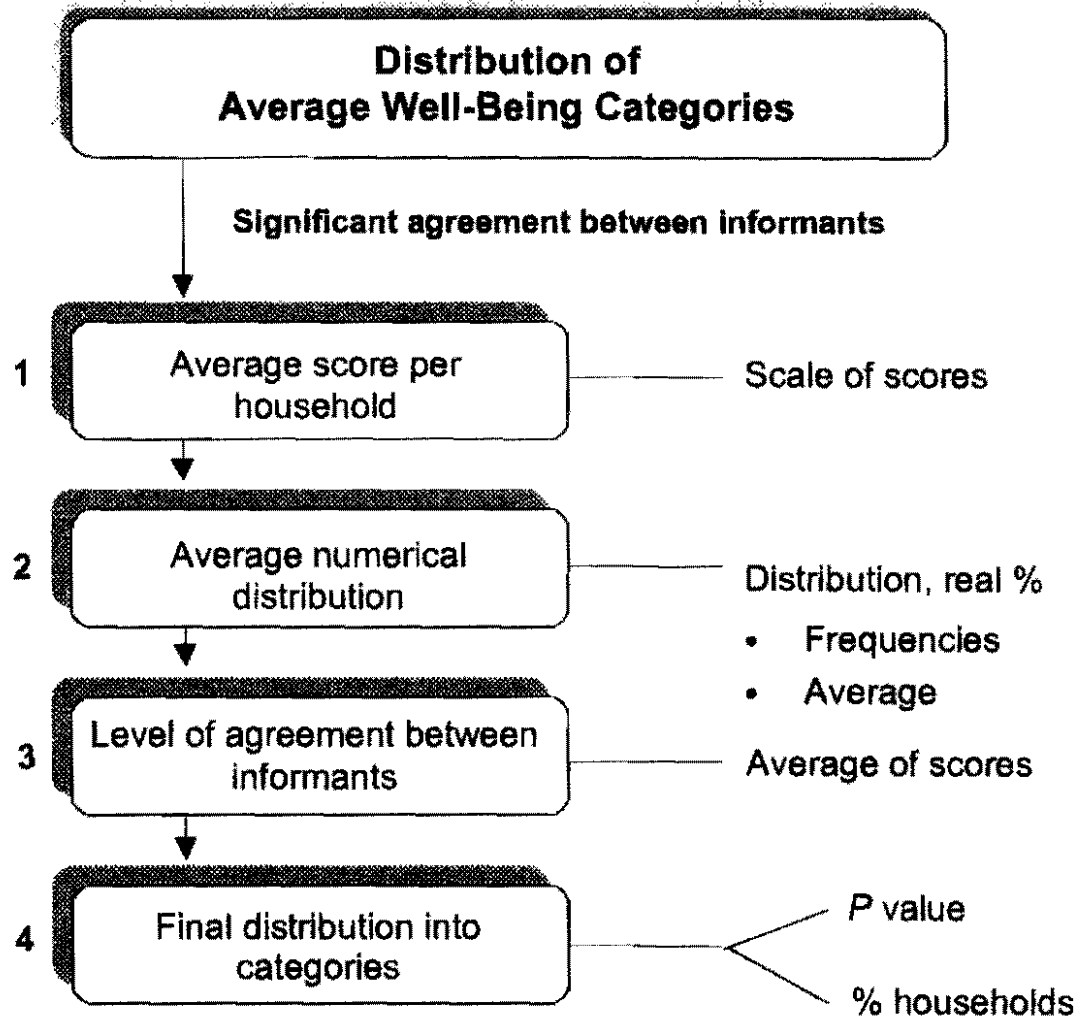 Distribution of
Average Well-Being Categories
Significant agreement between informants
1
Average score per
household
Scale of scores
2
Average numerical
distribution
Distribution, real %
• Frequencies
• Average
3
Level of agreement between
informants
Average of scores
4
Final distribution into
categories
P value
% households